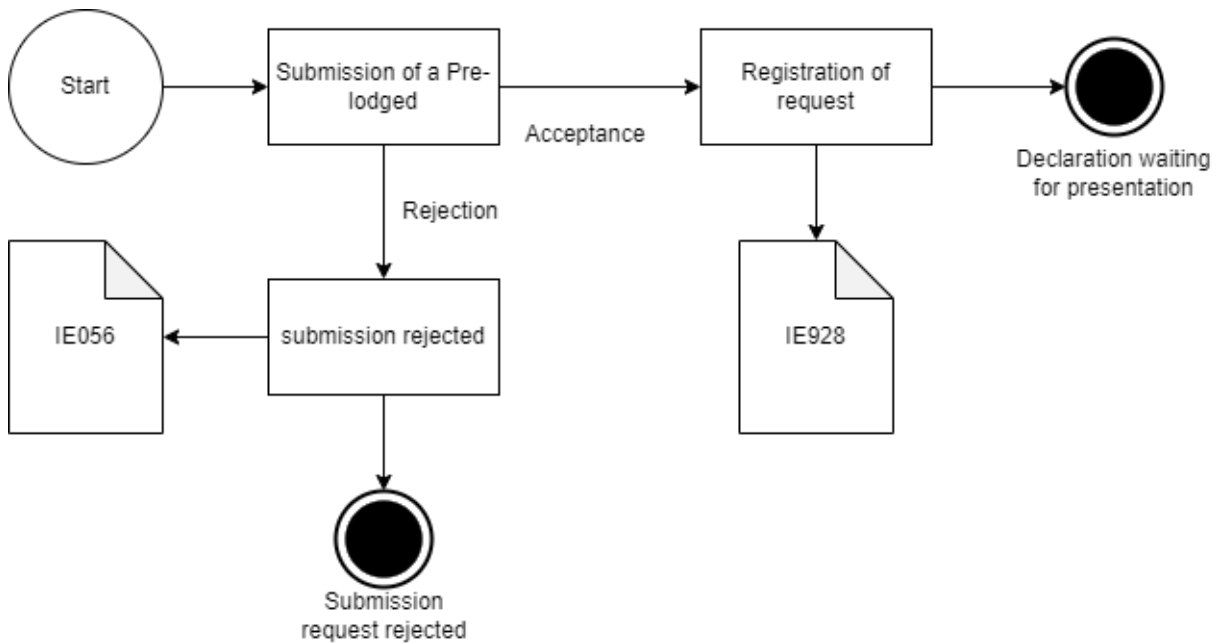 Start
Submission of a Pre-
lodged
Acceptance
Registration of
request
Declaration waiting
for presentation
Rejection
IE056
submission rejected
IE928
Submission
request rejected